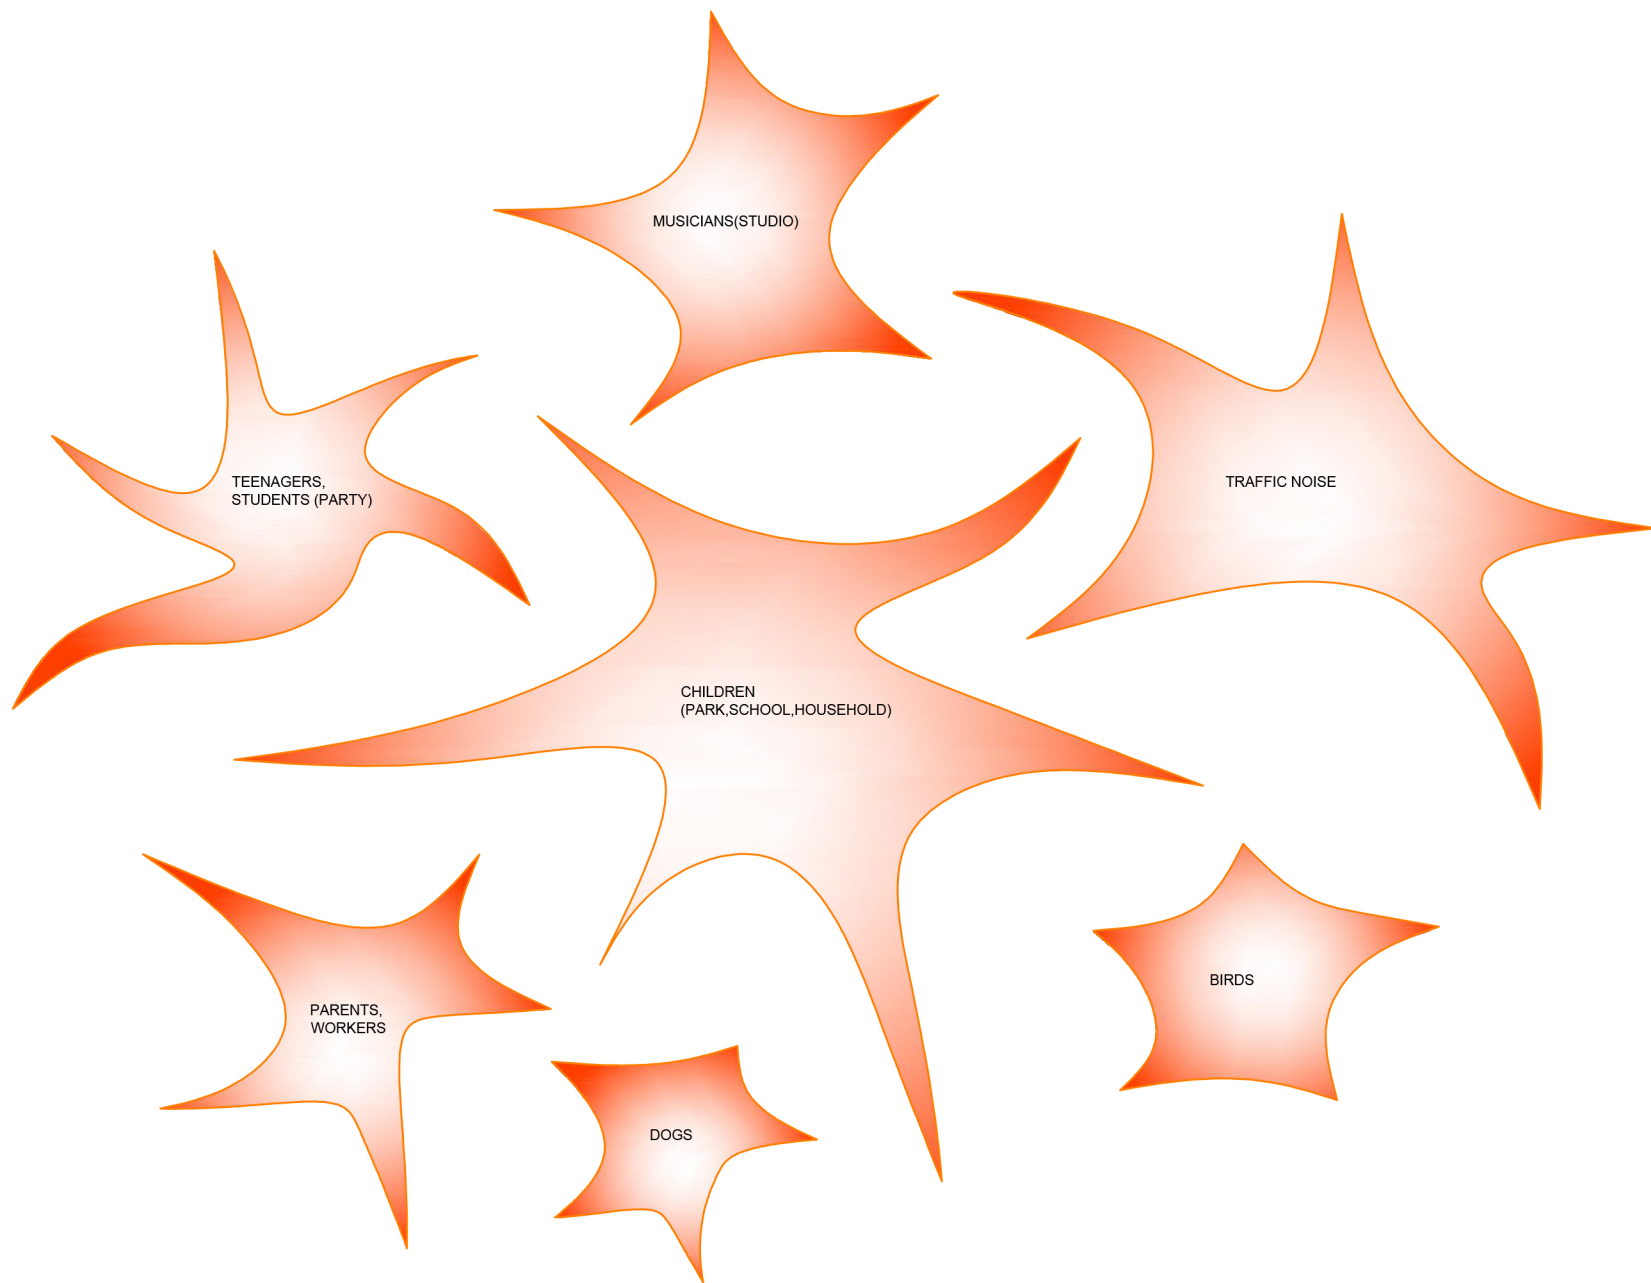 MUSICIANS(STUDIO)
TEENAGERS,
STUDENTS (PARTY)
TRAFFIC NOISE
CHILDREN
(PARK,SCHOOL,HOUSEHOLD)
PARENTS,
WORKERS
BIRDS
DOGS